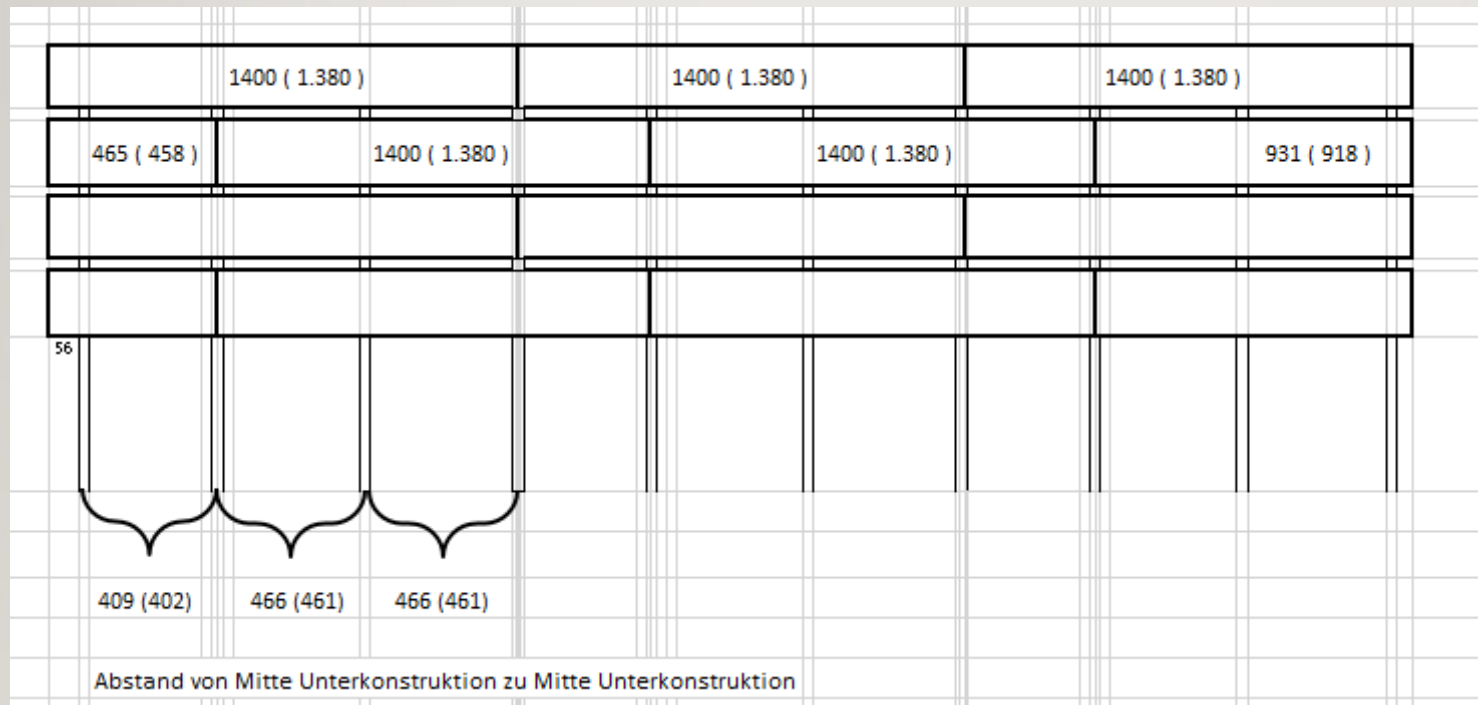 1400 ( 1.380 ) 1400 ( 1.380 ) 1400 ( 1.380 )
465 ( 458 ) 1400 ( 1.380 ) 1400 ( 1.380 ) 931 ( 918 )
56
409 (402) 466 (461) 466 (461)
Abstand von Mitte Unterkonstruktion zu Mitte Unterkonstruktion